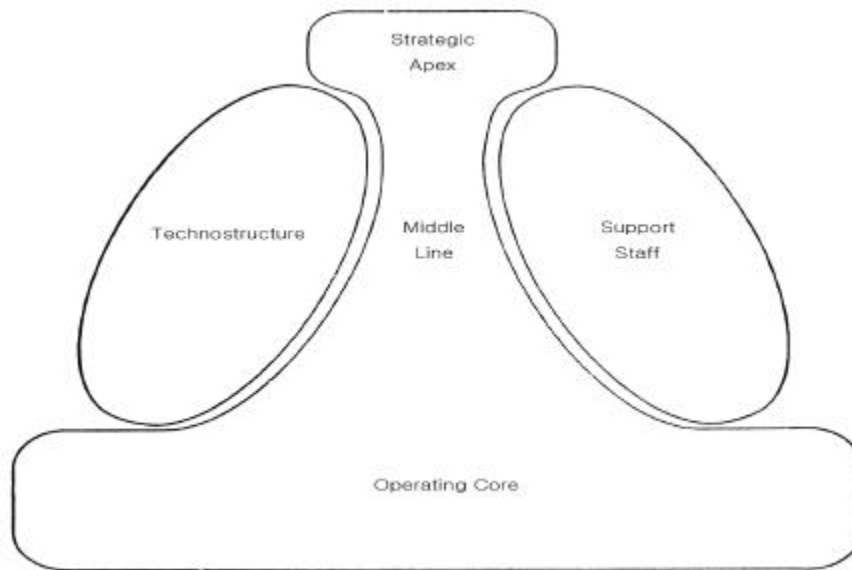 Strategic
Apex
Technostructure
Middle
Line
Support
Staff
Operating Core